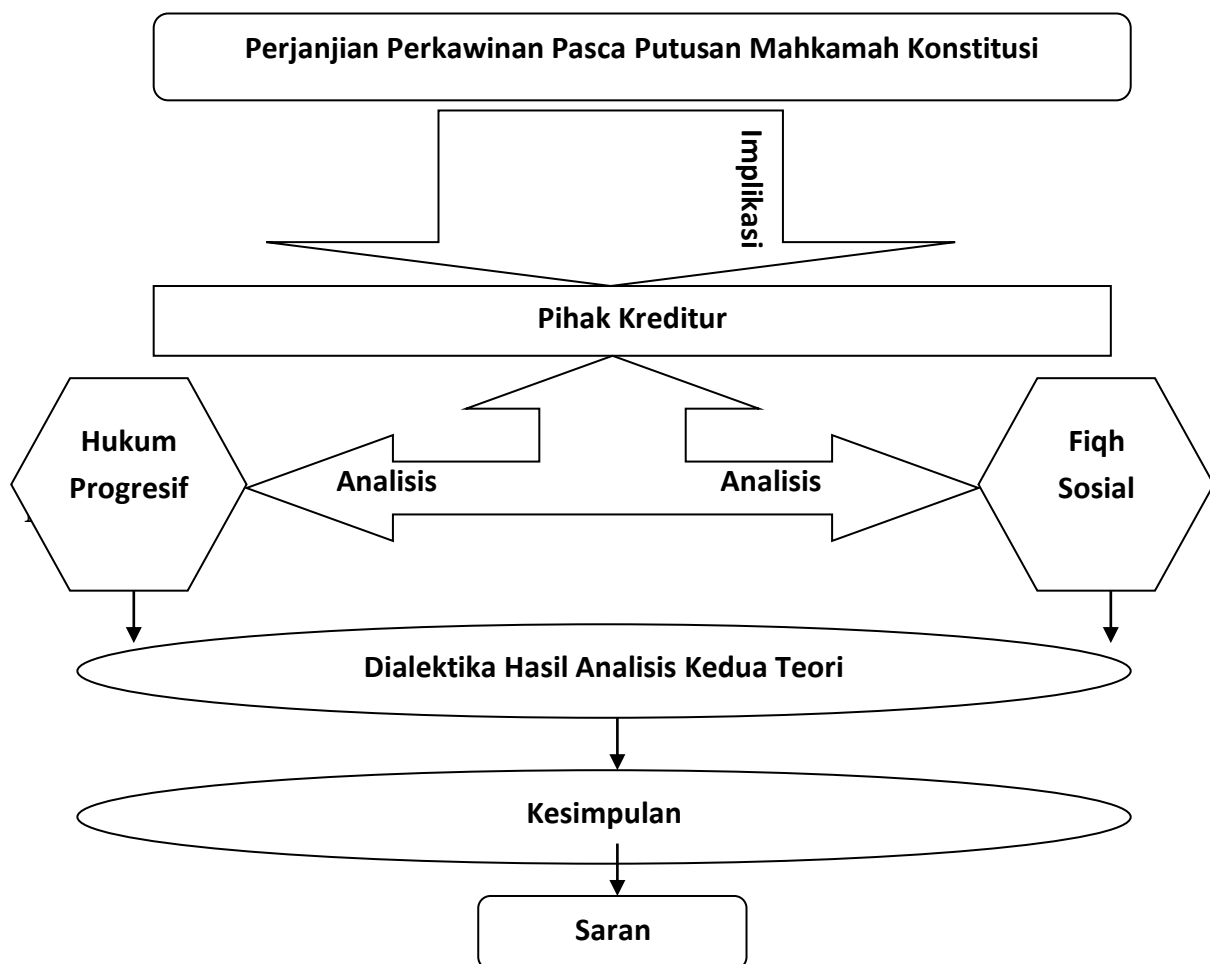 Perjanjian Perkawinan Pasca Putusan Mahkamah Konstitusi
Implikasi
Pihak Kreditur
Hukum
Progresif
Analisis
Analisis
Fiqh
Sosial
Dialektika Hasil Analisis Kedua Teori
Kesimpulan
Saran